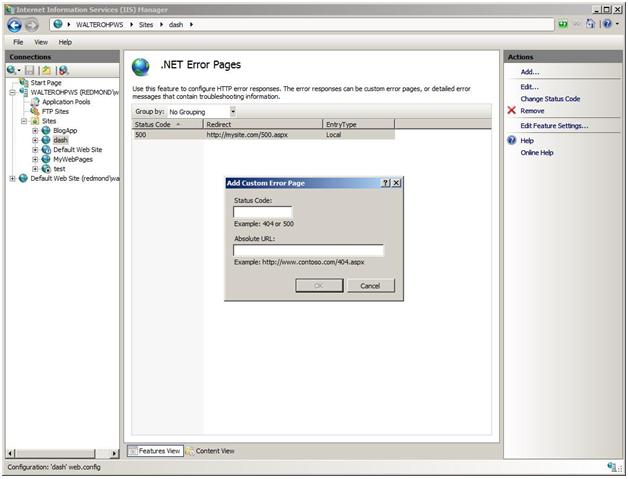 Internet Information Services (IIS) Manager
WALTEROHPWS
Sites
dash
File View Help
Connections
Start Page
WALTEROHPWS (REDMOND\w
Application Pools
FTP Sites
Sites
BlogApp
dash
Default Web Site
MyWebPages
test
Default Web Site (redmond\wa
.NET Error Pages
Use this feature to configure HTTP error responses. The error responses can be custom error pages, or detailed error
messages that contain troubleshooting information.
Group by: No Grouping
Status Code Redirect EntryType
500 http://mysite.com/500.aspx Local
Add Custom Error Page
Status Code:
Example: 404 or 500
Absolute URL:
Example: http://www.contoso.com/404.aspx
OK Cancel
Features View Content View
Actions
Add...
Edit...
Change Status Code
Remove
Edit Feature Settings...
Help
Online Help
Configuration: 'dash' web.config